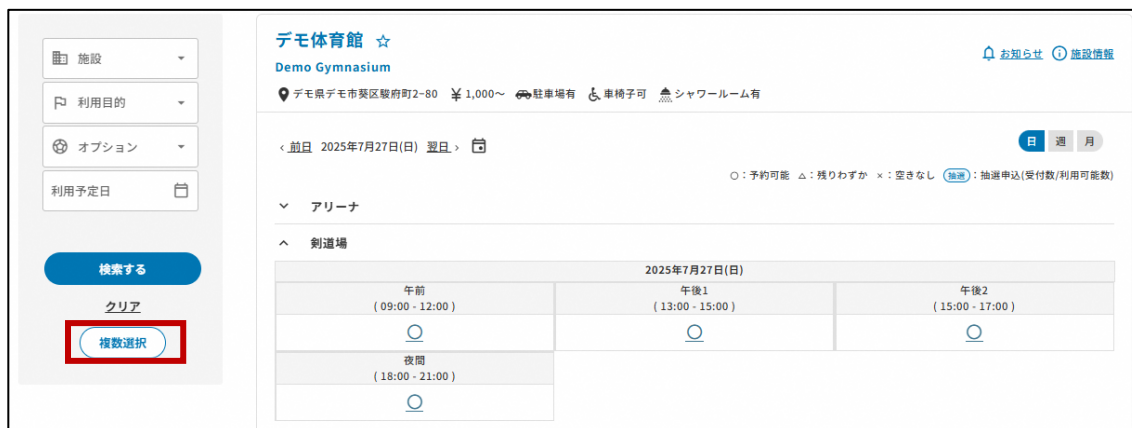 施設
利用目的
オプション
利用予定日
検索する
クリア
複数選択
デモ体育館 ☆
Demo Gymnasium
お知らせ 施設情報
デモ県デモ市葵区駿府町2-80 ¥ 1,000～ 駐車場有 車椅子可 シャワールーム有
‹ 前日 2025年7月27日(日) 翌日 ›
日 週 月
○：予約可能 △：残りわずか ×：空きなし 抽選：抽選申込(受付数/利用可能数)
アリーナ
剣道場
2025年7月27日(日)
午前 午後1 午後2
( 09:00 - 12:00 ) ( 13:00 - 15:00 ) ( 15:00 - 17:00 )
○ ○ ○
夜間
( 18:00 - 21:00 )
○